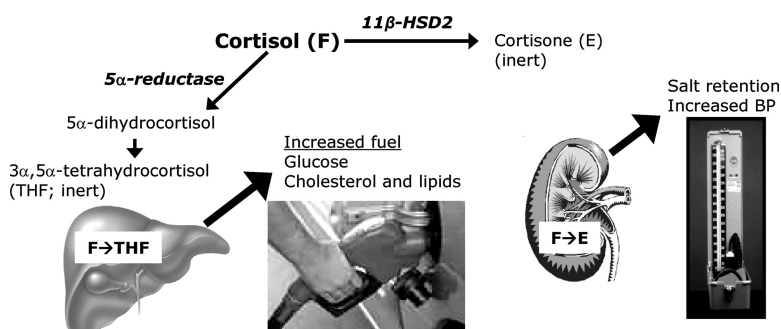 11β-HSD2
Cortisol (F)
Cortisone (E)
(inert)
5α-reductase
5α-dihydrocortisol
3α,5α-tetrahydrocortisol
(THF; inert)
F→THF
Increased fuel
Glucose
Cholesterol and lipids
F→E
Salt retention
Increased BP